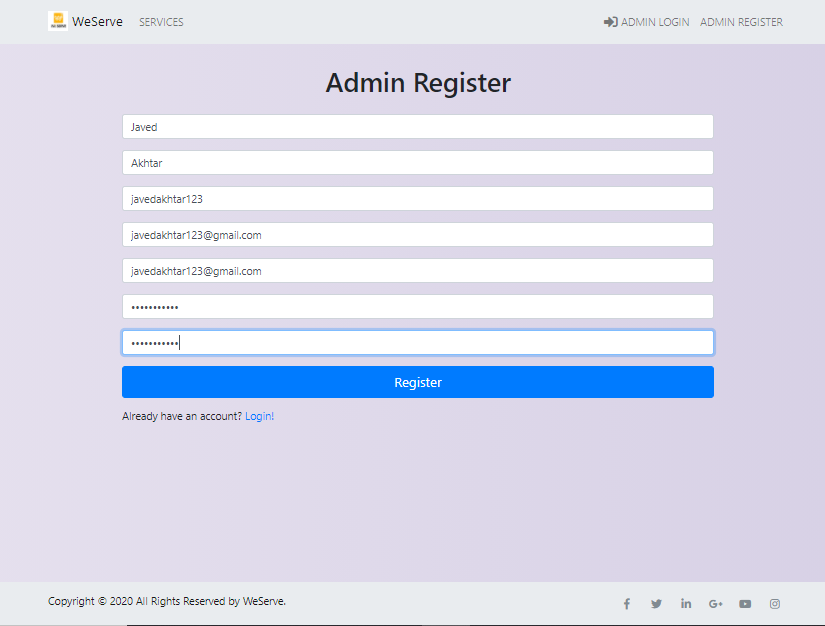 WeServe SERVICES ADMIN LOGIN ADMIN REGISTER
Admin Register
Javed
Akhtar
javedakhtar123
javedakhtar123@gmail.com
javedakhtar123@gmail.com
•••••••••••
•••••••••••
Register
Already have an account? Login!
Copyright © 2020 All Rights Reserved by WeServe.